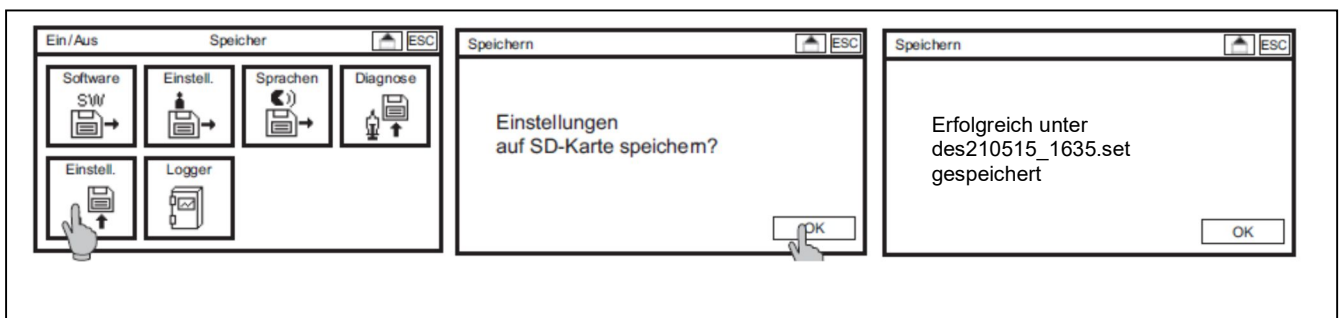 Ein/Aus Speicher ESC
Software Einstell. Sprachen Diagnose
SW
Einstell. Logger
Speichern ESC
Einstellungen
auf SD-Karte speichern?
OK
Speichern ESC
Erfolgreich unter
des210515_1635.set
gespeichert
OK